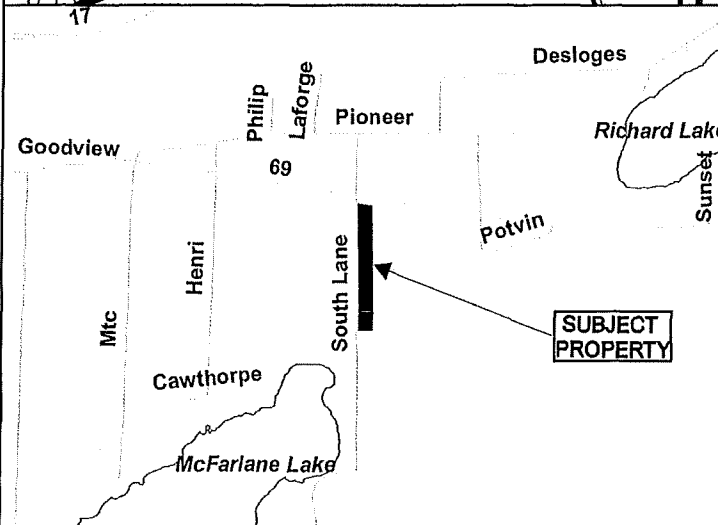 17
Desloges
Philip
Laforge
Pioneer
Richard Lake
Goodview
69
Sunset
Potvin
Henri
South Lane
Mtc
SUBJECT
PROPERTY
Cawthorpe
McFarlane Lake